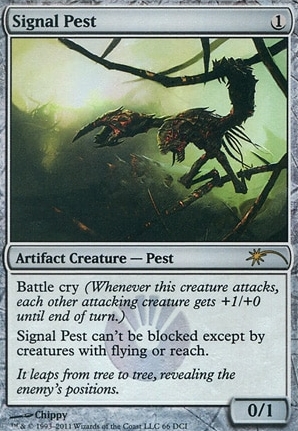 Signal Pest 1
Artifact Creature — Pest
Battle cry (Whenever this creature attacks,
each other attacking creature gets +1/+0
until end of turn.)
Signal Pest can't be blocked except by
creatures with flying or reach.
It leaps from tree to tree, revealing the
enemy's positions.
0/1
Chippy
™ & © 1993–2011 Wizards of the Coast LLC 66 DCI